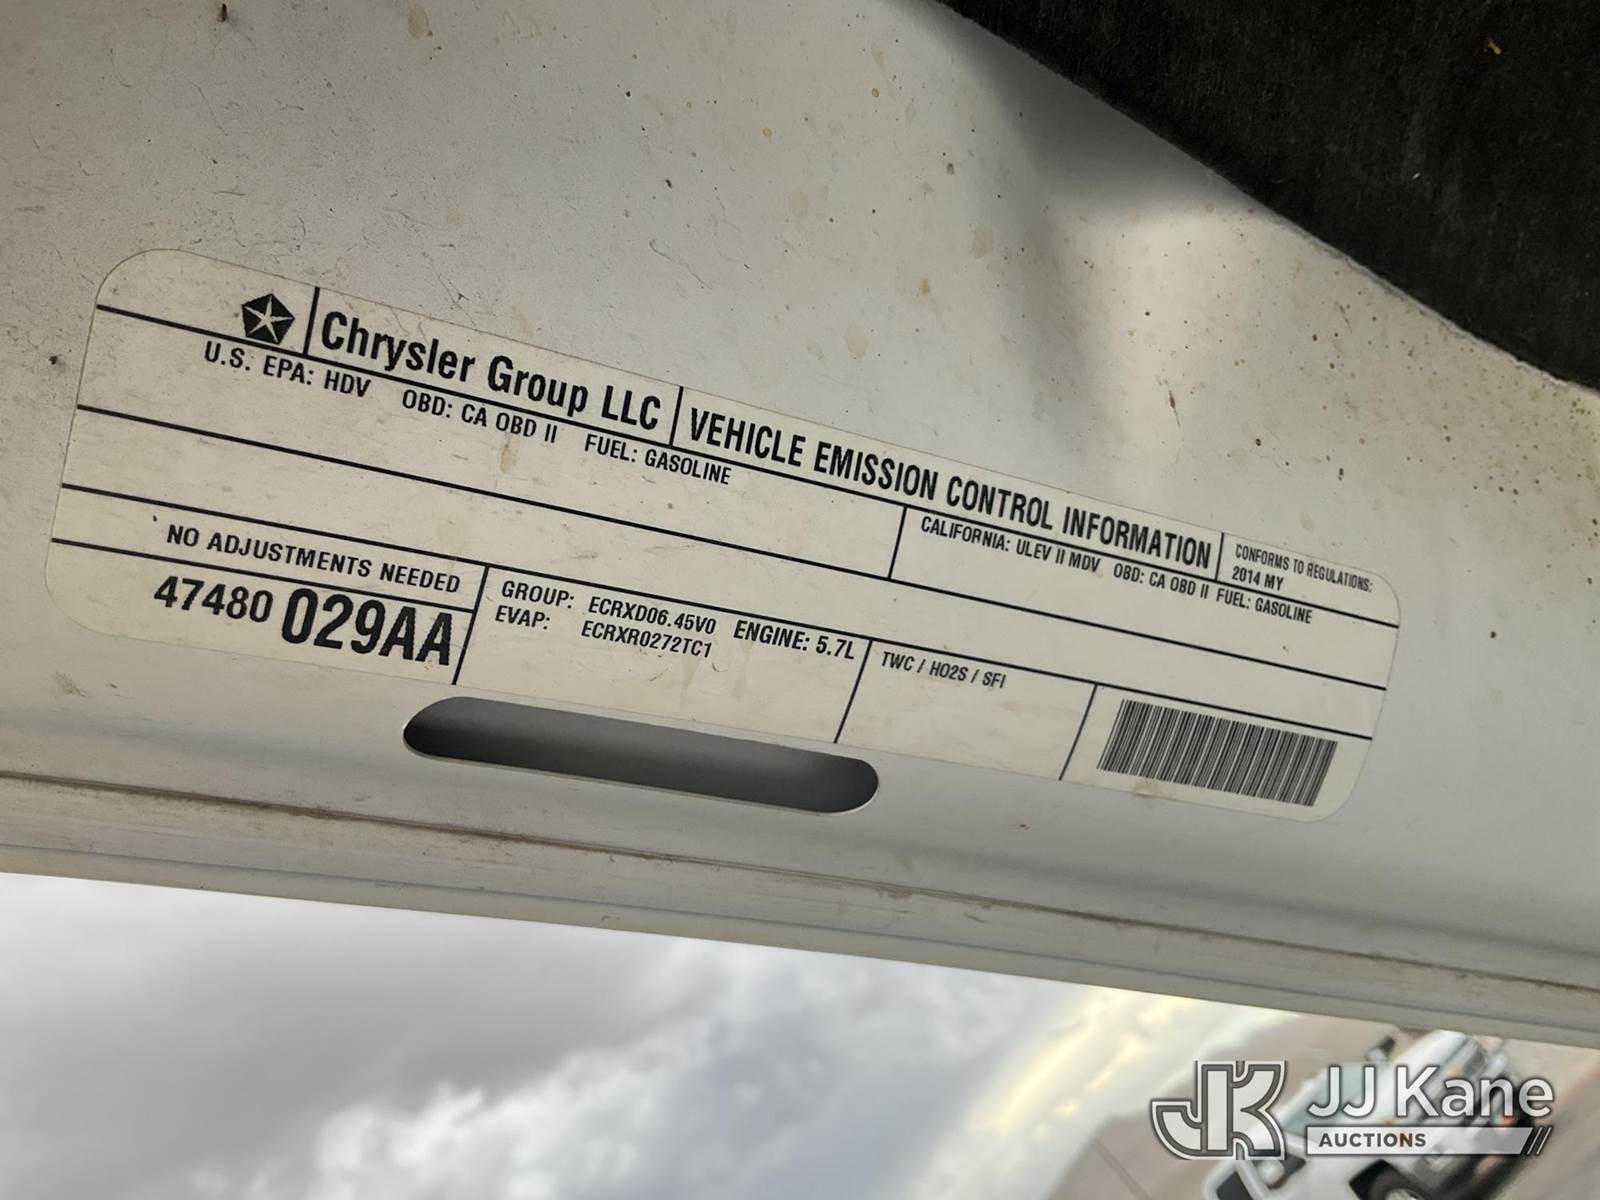 Chrysler Group LLC VEHICLE EMISSION CONTROL INFORMATION CONFORMS TO REGULATIONS:
2014 MY
U.S. EPA: HDV OBD: CA OBD II FUEL: GASOLINE
CALIFORNIA: ULEV II MDV OBD: CA OBD II FUEL: GASOLINE
NO ADJUSTMENTS NEEDED
47480 029AA
GROUP: ECRXD06.45V0 ENGINE: 5.7L
EVAP: ECRXR0272TC1
TWC / HO2S / SFI
JK JJ Kane
AUCTIONS